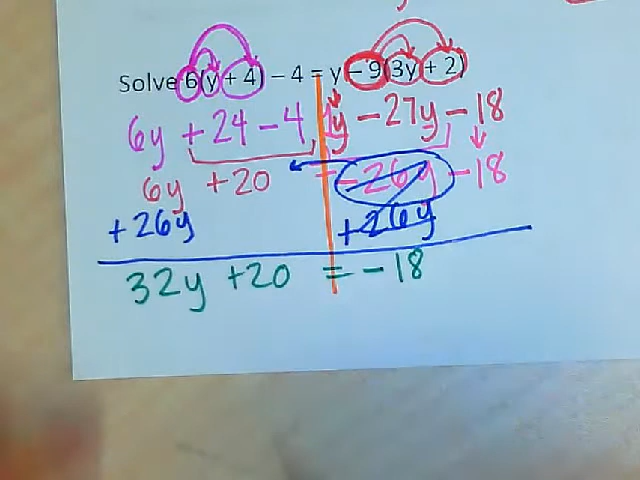 Solve 6(y + 4) – 4 = y – 9(3y + 2)
6y + 24 - 4 1y - 27y - 18
6y + 20 = -26y - 18
+26y +26y
32y + 20 = -18